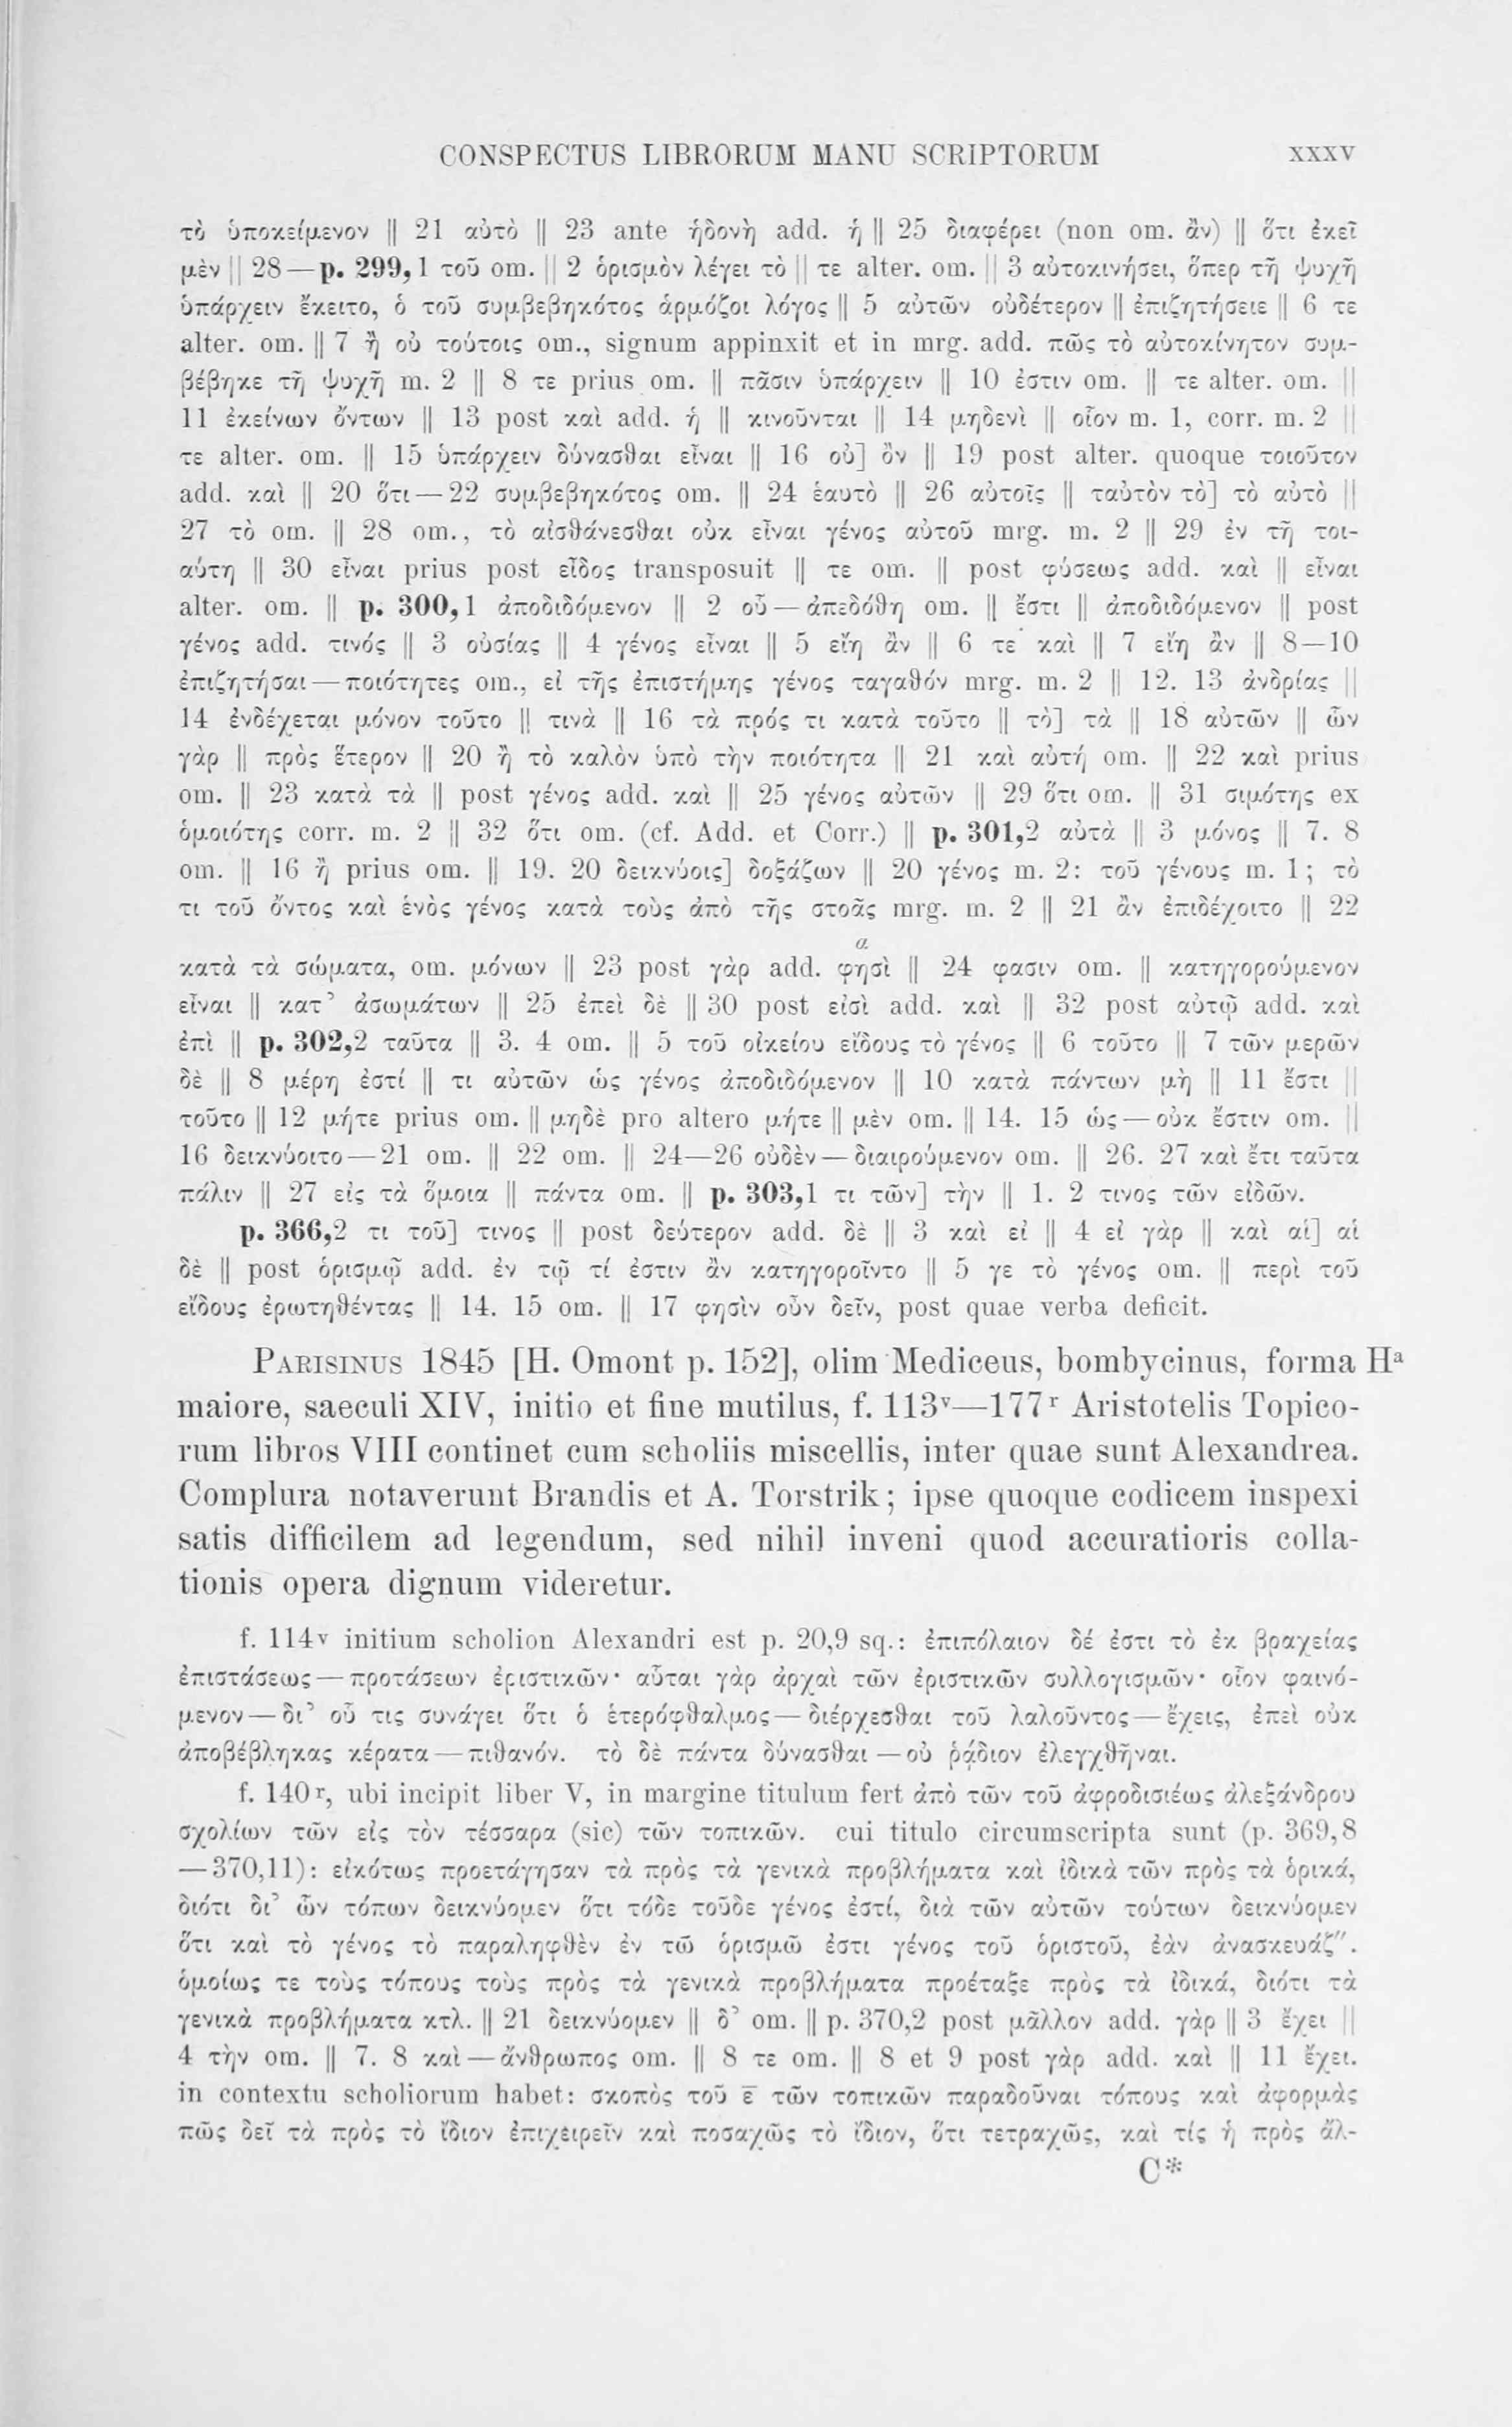 CONSPECTUS LIBRORUM MANU SCRIPTORUM XXXV
τὸ ὑποκείμενον || 21 αὑτὸ || 23 ante ἡδονὴ add. ἡ || 25 διαφέρει (non om. ἂν) || ὅτι ἐκεῖ
μὲν || 28 — p. 299,1 τοῦ om. || 2 ὁρισμὸν λέγει τὸ || τε alter. om. || 3 αὐτοκινήσει, ὅπερ τῇ ψυχῇ
ὑπάρχειν ἔκειτο, ὁ τοῦ συμβεβηκότος ἁρμόζοι λόγος || 5 αὐτῶν οὐδέτερον || ἐπιζητήσειε || 6 τε
alter. om. || 7 ἢ οὐ τούτοις om., signum appinxit et in mrg. add. πῶς τὸ αὐτοκίνητον συμ-
βέβηκε τῇ ψυχῇ m. 2 || 8 τε prius om. || πᾶσιν ὑπάρχειν || 10 ἐστιν om. || τε alter. om. ||
11 ἐκείνων ὄντων || 13 post καὶ add. ἡ || κινοῦνται || 14 μηδενὶ || οἷον m. 1, corr. m. 2 ||
τε alter. om. || 15 ὑπάρχειν δύνασθαι εἶναι || 16 οὐ] ὂν || 19 post alter. quoque τοιοῦτον
add. καὶ || 20 ὅτι — 22 συμβεβηκότος om. || 24 ἑαυτὸ || 26 αὐτοῖς || ταὐτὸν τὸ] τὸ αὐτὸ ||
27 τὸ om. || 28 om., τὸ αἰσθάνεσθαι οὐκ εἶναι γένος αὐτοῦ mrg. m. 2 || 29 ἐν τῇ τοι-
αύτη || 30 εἶναι prius post εἶδος transposuit || τε om. || post φύσεως add. καὶ || εἶναι
alter. om. || p. 300,1 ἀποδιδόμενον || 2 οὗ — ἀπεδόθη om. || ἔστι || ἀποδιδόμενον || post
γένος add. τινός || 3 οὐσίας || 4 γένος εἶναι || 5 εἴη ἂν || 6 τε καὶ || 7 εἴη ἂν || 8—10
ἐπιζητήσαι — ποιότητες om., εἰ τῆς ἐπιστήμης γένος ταγαθόν mrg. m. 2 || 12. 13 ἀνδρίας ||
14 ἐνδέχεται μόνον τοῦτο || τινὰ || 16 τὰ πρός τι κατὰ τοῦτο || τὸ] τὰ || 18 αὐτῶν || ὧν
γὰρ || πρὸς ἕτερον || 20 ἢ τὸ καλὸν ὑπὸ τὴν ποιότητα || 21 καὶ αὐτή om. || 22 καὶ prius
om. || 23 κατὰ τὰ || post γένος add. καὶ || 25 γένος αὐτῶν || 29 ὅτι om. || 31 σιμότης ex
ὁμοιότης corr. m. 2 || 32 ὅτι om. (cf. Add. et Corr.) || p. 301,2 αὐτὰ || 3 μόνος || 7. 8
om. || 16 ἢ prius om. || 19. 20 δεικνύοις] δοξάζων || 20 γένος m. 2: τοῦ γένους m. 1; τὸ
τι τοῦ ὄντος καὶ ἑνὸς γένος κατὰ τοὺς ἀπὸ τῆς στοᾶς mrg. m. 2 || 21 ἂν ἐπιδέχοιτο || 22
α
κατὰ τὰ σώματα, om. μόνων || 23 post γὰρ add. φησὶ || 24 φασιν om. || κατηγορούμενον
εἶναι || κατ’ ἀσωμάτων || 25 ἐπεὶ δὲ || 30 post εἰσὶ add. καὶ || 32 post αὐτῷ add. καὶ
ἐπὶ || p. 302,2 ταῦτα || 3. 4 om. || 5 τοῦ οἰκείου εἴδους τὸ γένος || 6 τοῦτο || 7 τῶν μερῶν
δὲ || 8 μέρη ἐστί || τι αὐτῶν ὡς γένος ἀποδιδόμενον || 10 κατὰ πάντων μὴ || 11 ἔστι ||
τοῦτο || 12 μήτε prius om. || μηδὲ pro altero μήτε || μὲν om. || 14. 15 ὡς — οὐκ ἔστιν om. ||
16 δεικνύοιτο — 21 om. || 22 om. || 24—26 οὐδὲν — διαιρούμενον om. || 26. 27 καὶ ἔτι ταῦτα
πάλιν || 27 εἰς τὰ ὅμοια || πάντα om. || p. 303,1 τι τῶν] τὴν || 1. 2 τινος τῶν εἰδῶν.
p. 366,2 τι τοῦ] τινος || post δεύτερον add. δὲ || 3 καὶ εἰ || 4 εἰ γὰρ || καὶ αἱ] αἱ
δὲ || post ὁρισμῷ add. ἐν τῷ τί ἐστιν ἂν κατηγοροῖντο || 5 γε τὸ γένος om. || περὶ τοῦ
εἴδους ἐρωτηθέντας || 14. 15 om. || 17 φησὶν οὖν δεῖν, post quae verba deficit.
PARISINUS 1845 [H. Omont p. 152], olim Mediceus, bombycinus, forma Hᵃ
maiore, saeculi XIV, initio et fine mutilus, f. 113ᵛ—177ʳ Aristotelis Topico-
rum libros VIII continet cum scholiis miscellis, inter quae sunt Alexandrea.
Complura notaverunt Brandis et A. Torstrik; ipse quoque codicem inspexi
satis difficilem ad legendum, sed nihil inveni quod accuratioris colla-
tionis opera dignum videretur.
f. 114ᵛ initium scholion Alexandri est p. 20,9 sq.: ἐπιπόλαιον δέ ἐστι τὸ ἐκ βραχείας
ἐπιστάσεως — προτάσεων ἐριστικῶν· αὗται γὰρ ἀρχαὶ τῶν ἐριστικῶν συλλογισμῶν· οἷον φαινό-
μενον — δι’ οὗ τις συνάγει ὅτι ὁ ἑτερόφθαλμος — διέρχεσθαι τοῦ λαλοῦντος — ἔχεις, ἐπεὶ οὐκ
ἀποβέβληκας κέρατα — πιθανόν. τὸ δὲ πάντα δύνασθαι — οὐ ῥᾴδιον ἐλεγχθῆναι.
f. 140ʳ, ubi incipit liber V, in margine titulum fert ἀπὸ τῶν τοῦ ἀφροδισιέως ἀλεξάνδρου
σχολίων τῶν εἰς τὸν τέσσαρα (sic) τῶν τοπικῶν. cui titulo circumscripta sunt (p. 369,8
— 370,11): εἰκότως προετάγησαν τὰ πρὸς τὰ γενικὰ προβλήματα καὶ ἰδικὰ τῶν πρὸς τὰ ὁρικά,
διότι δι’ ὧν τόπων δεικνύομεν ὅτι τόδε τοῦδε γένος ἐστί, διὰ τῶν αὐτῶν τούτων δεικνύομεν
ὅτι καὶ τὸ γένος τὸ παραληφθὲν ἐν τῶ ὁρισμῶ ἐστι γένος τοῦ ὁριστοῦ, ἐὰν ἀνασκευάζ′′.
ὁμοίως τε τοὺς τόπους τοὺς πρὸς τὰ γενικὰ προβλήματα προέταξε πρὸς τὰ ἰδικά, διότι τὰ
γενικὰ προβλήματα κτλ. || 21 δεικνύομεν || δ’ om. || p. 370,2 post μᾶλλον add. γὰρ || 3 ἔχει ||
4 τὴν om. || 7. 8 καὶ — ἄνθρωπος om. || 8 τε om. || 8 et 9 post γὰρ add. καὶ || 11 ἔχει.
in contextu scholiorum habet: σκοπὸς τοῦ ε̄ τῶν τοπικῶν παραδοῦναι τόπους καὶ ἀφορμὰς
πῶς δεῖ τὰ πρὸς τὸ ἴδιον ἐπιχειρεῖν καὶ ποσαχῶς τὸ ἴδιον, ὅτι τετραχῶς, καὶ τίς ἡ πρὸς ἄλ-
C*